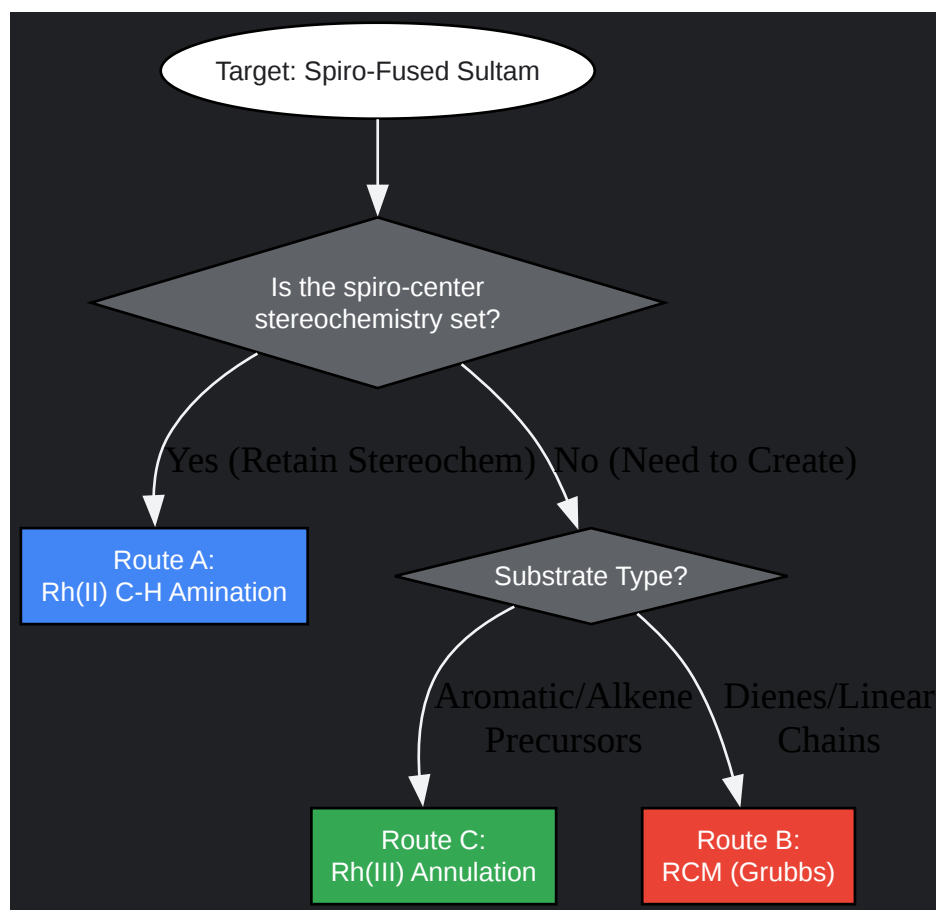 Target: Spiro-Fused Sultam
Is the spiro-center
stereochemistry set?
Yes (Retain Stereochem)
No (Need to Create)
Route A:
Rh(II) C-H Amination
Substrate Type?
Aromatic/Alkene
Precursors
Dienes/Linear
Chains
Route C:
Rh(III) Annulation
Route B:
RCM (Grubbs)